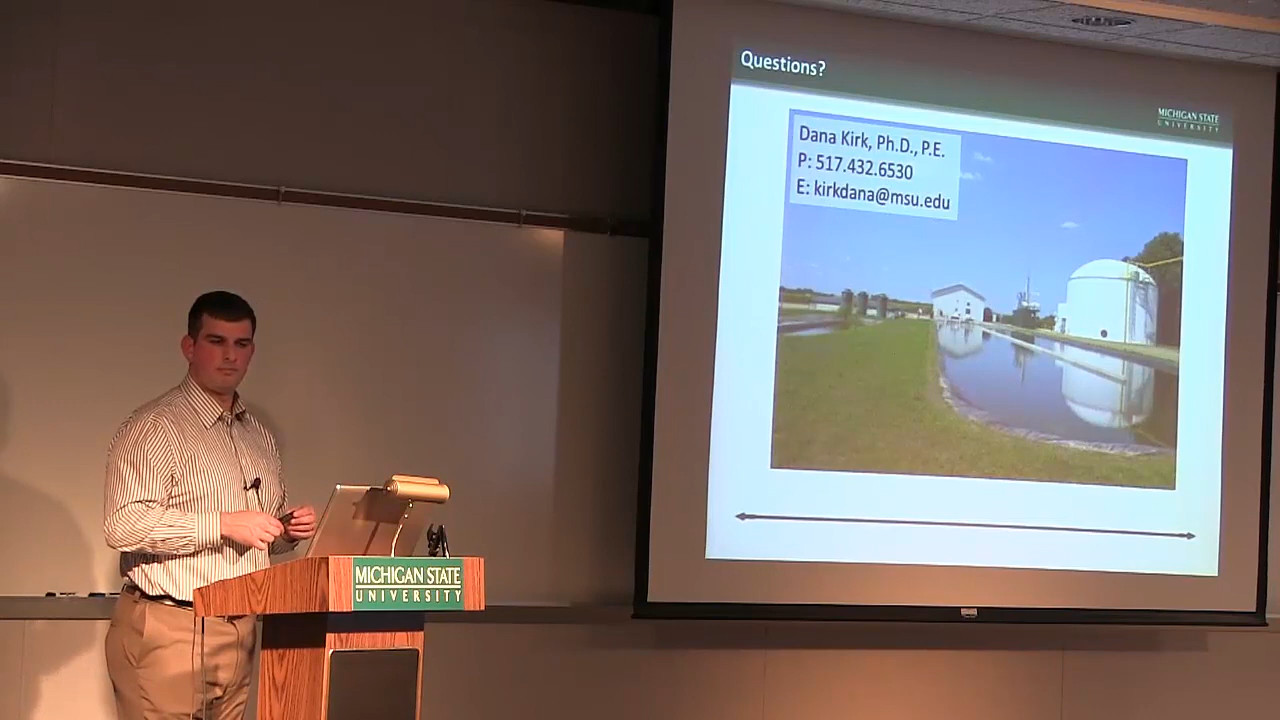 Questions?
MICHIGAN STATE
UNIVERSITY
Dana Kirk, Ph.D., P.E.
P: 517.432.6530
E: kirkdana@msu.edu
MICHIGAN STATE
UNIVERSITY